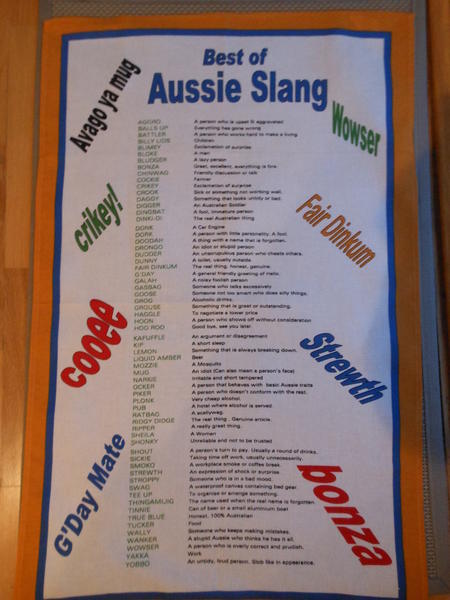 Best of
Aussie Slang
Avago ya mug
Wowser
crikey!
Fair Dinkum
cooee
Strewth
G'Day Mate
bonza
AGGRO A person who is upset & aggravated
BALLS UP Everything has gone wrong
BATTLER A person who works hard to make a living
BILLY LIDS Children
BLIMEY Exclamation of surprise
BLOKE A man
BLUDGER A lazy person
BONZA Great, excellent, everything is fine.
CHINWAG Friendly discussion or talk
COCKIE Farmer
CRIKEY Exclamation of surprise
CROOK Sick or something not working well.
DAGGY Something that looks untidy or bad.
DIGGER An Australian Soldier
DINGBAT A fool, immature person
DINKI-DI The real Australian thing
DONK A Car Engine
DORK A person with little personality. A fool.
DOODAH A thing with a name that is forgotten.
DRONGO An idiot or stupid person
DUDDER An unscrupulous person who cheats others.
DUNNY A toilet, usually outside.
FAIR DINKUM The real thing, honest, genuine.
G'DAY A general friendly greeting of Hello.
GALAH A noisy foolish person
GASBAG Someone who talks excessively
GOOSE Someone not too smart who does silly things.
GROG Alcoholic drinks.
GROUSE Something that is great or outstanding.
HAGGLE To negotiate a lower price
HOON A person who shows off without consideration
HOO ROO Good bye, see you later.
KAFUFFLE An argument or disagreement
KIP A short sleep
LEMON Something that is always breaking down.
LIQUID AMBER Beer
MOZZIE A Mosquito
MUG An idiot (Can also mean a person's face)
NARKIE Irritable and short tempered
OCKER A person that behaves with basic Aussie traits
PIKER A person who doesn't conform with the rest.
PLONK Very cheap alcohol.
PUB A hotel where alcohol is served.
RATBAG A scallywag.
RIDGY DIDGE The real thing, Genuine article.
RIPPER A really great thing.
SHEILA A Woman
SHONKY Unreliable and not to be trusted
SHOUT A person's turn to pay. Usually a round of drinks.
SICKIE Taking time off work, usually unnecessarily.
SMOKO A workplace smoke or coffee break.
STREWTH An expression of shock or surprise
STROPPY Someone who is in a bad mood.
SWAG A waterproof canvas containing bed gear.
TEE UP To organise or arrange something.
THINGAMIJIG The name used when the real name is forgotten.
TINNIE Can of beer or a small aluminium boat
TRUE BLUE Honest, 100% Australian
TUCKER Food
WALLY Someone who keeps making mistakes.
WANKER A stupid Aussie who thinks he has it all.
WOWSER A person who is overly correct and prudish.
YAKKA Work
YOBBO An untidy, crud person. Slob like in appearance.